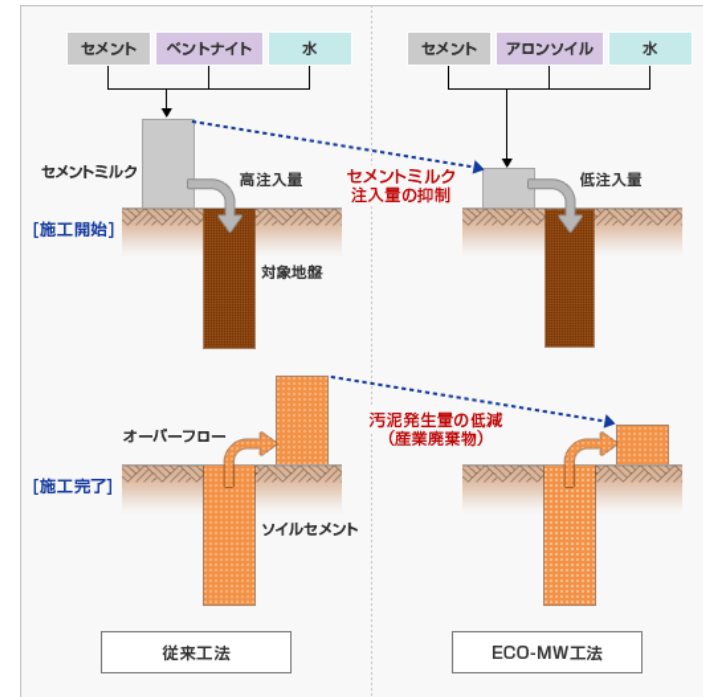 セメント ベントナイト 水
セメント アロンソイル 水
セメントミルク
高注入量
セメントミルク
注入量の抑制
低注入量
[施工開始]
対象地盤
オーバーフロー
汚泥発生量の低減
(産業廃棄物)
[施工完了]
ソイルセメント
従来工法
ECO-MW工法